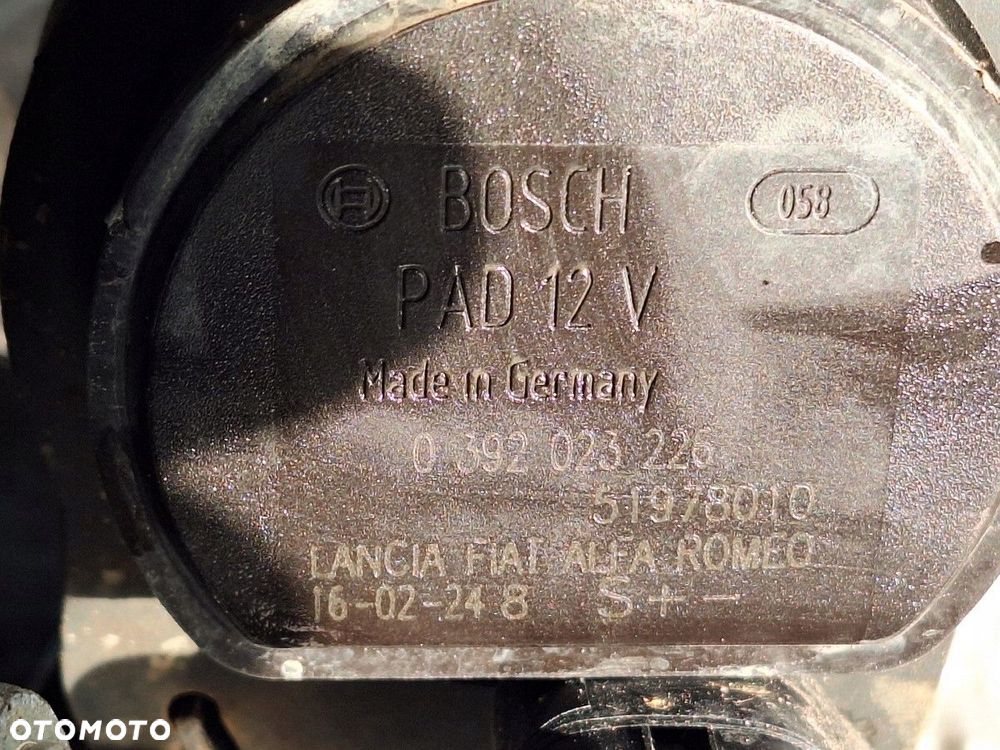 BOSCH 058
PAD 12 V
Made in Germany
0 392 023 226
51978010
LANCIA FIAT ALFA ROMEO
16-02-24 8 S + -
OTOMOTO